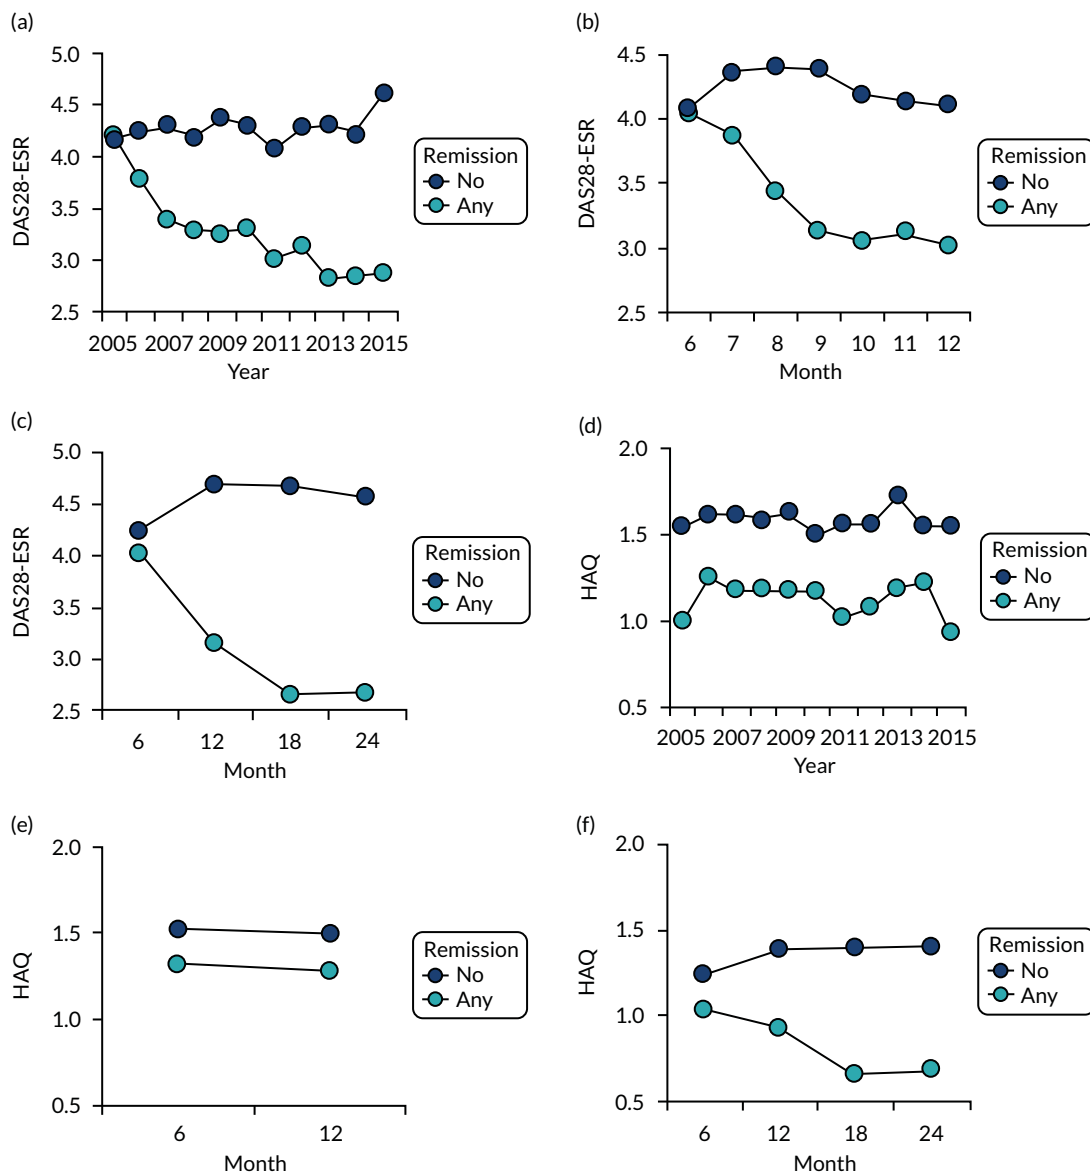 (a)
5.0
4.5
4.0
3.5
3.0
2.5
DAS28-ESR
2005 2007 2009 2011 2013 2015
Year
Remission
No
Any
(b)
4.5
4.0
3.5
3.0
2.5
DAS28-ESR
6 7 8 9 10 11 12
Month
Remission
No
Any
(c)
5.0
4.5
4.0
3.5
3.0
2.5
DAS28-ESR
6 12 18 24
Month
Remission
No
Any
(d)
2.0
1.5
1.0
0.5
HAQ
2005 2007 2009 2011 2013 2015
Year
Remission
No
Any
(e)
2.0
1.5
1.0
0.5
HAQ
6 12
Month
Remission
No
Any
(f)
2.0
1.5
1.0
0.5
HAQ
6 12 18 24
Month
Remission
No
Any